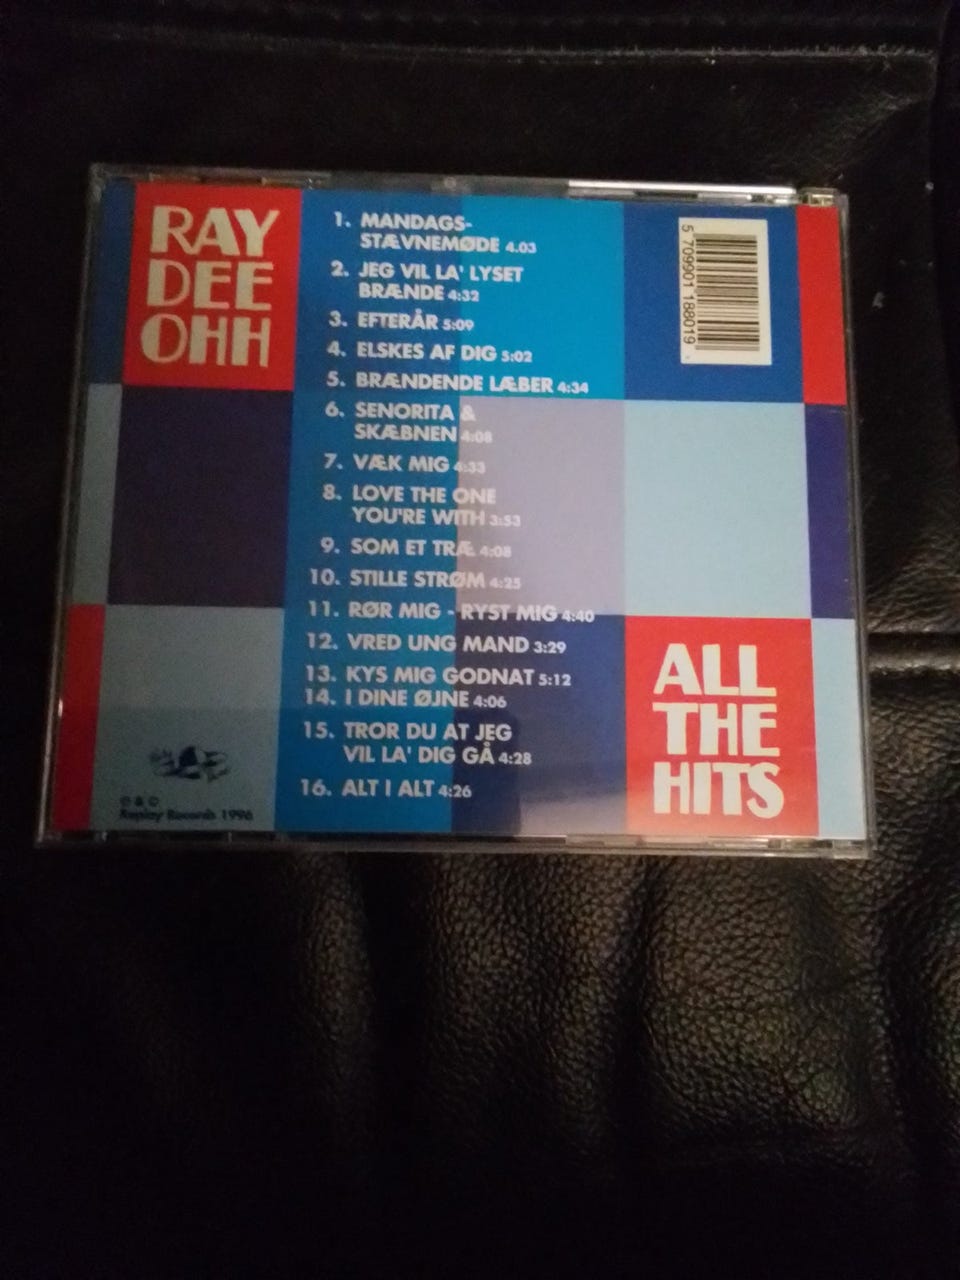 RAY
DEE
OHH
1. MANDAGS-
STÆVNEMØDE 4.03
2. JEG VIL LA' LYSET
BRÆNDE 4:32
3. EFTERÅR 5:09
4. ELSKES AF DIG 5:02
5. BRÆNDENDE LÆBER 4:34
6. SENORITA &
SKÆBNEN 4:08
7. VÆK MIG 4:33
8. LOVE THE ONE
YOU'RE WITH 3:53
9. SOM ET TRÆ 4:08
10. STILLE STRØM 4:25
11. RØR MIG - RYST MIG 4:40
12. VRED UNG MAND 3:29
13. KYS MIG GODNAT 5:12
14. I DINE ØJNE 4:06
15. TROR DU AT JEG
VIL LA' DIG GÅ 4:28
16. ALT I ALT 4:26
5 709901 188019
ALL
THE
HITS
℗ & ©
Replay Records 1996